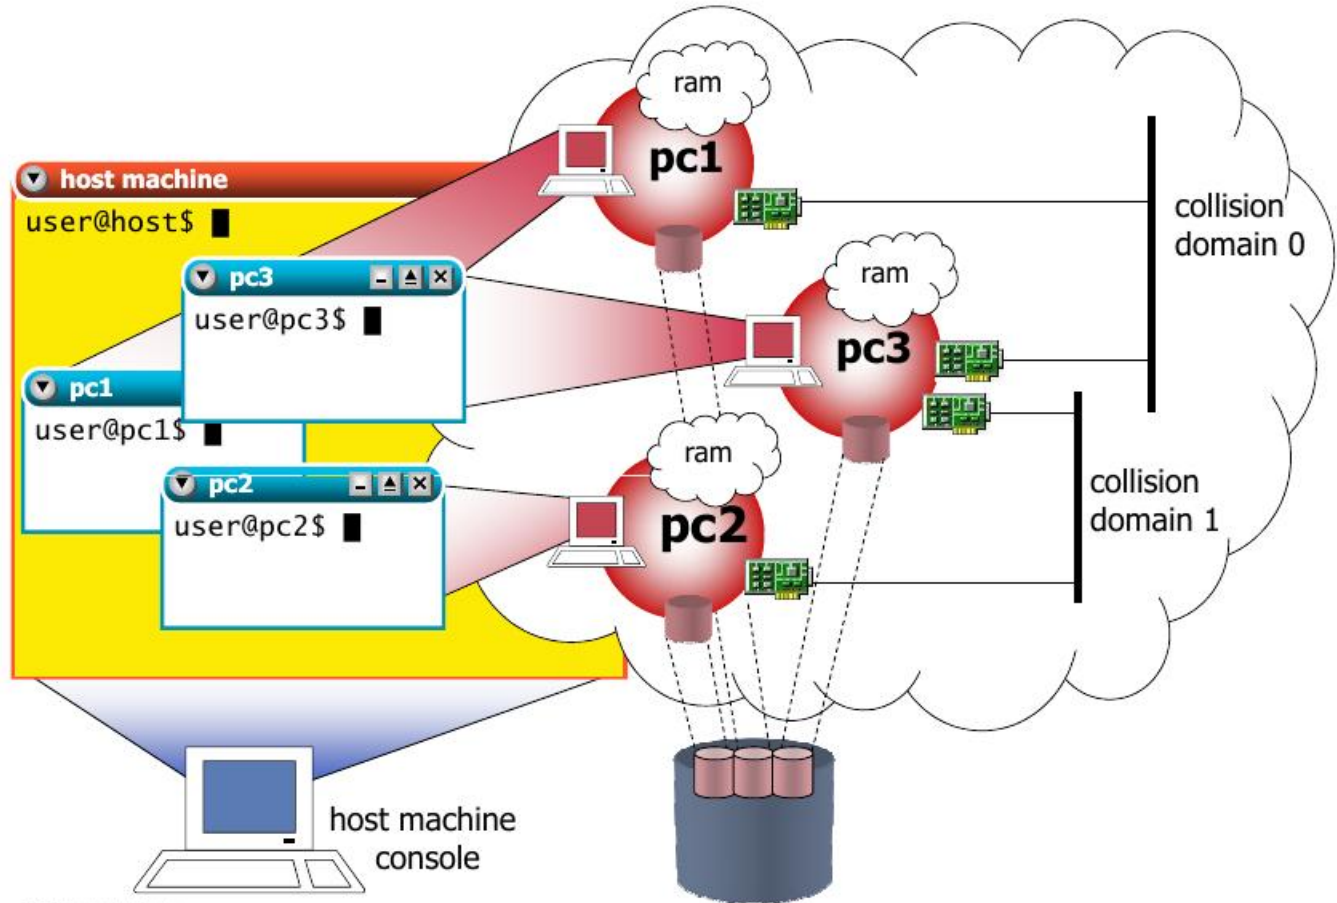 ram
pc1
host machine
user@host$
collision
domain 0
pc3
user@pc3$
ram
pc3
pc1
user@pc1$
ram
pc2
pc2
user@pc2$
collision
domain 1
host machine
console